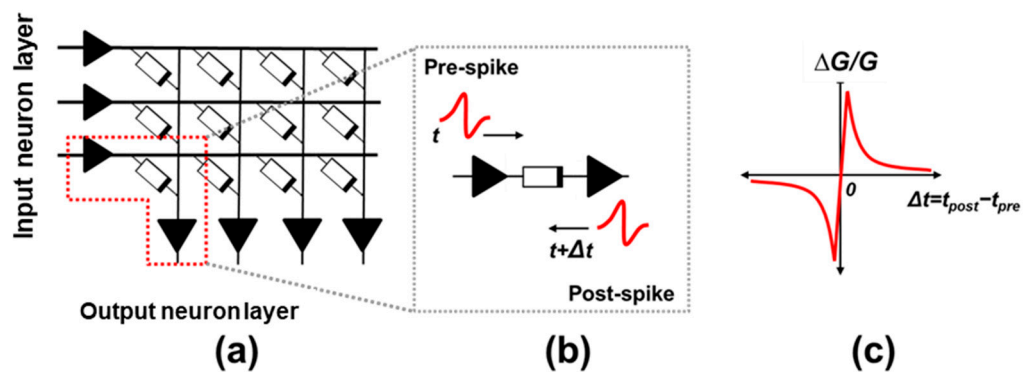 Input neuron layer
Output neuron layer
(a)
Pre-spike
t
t+Δt
Post-spike
(b)
ΔG/G
0
Δt=tpost−tpre
(c)